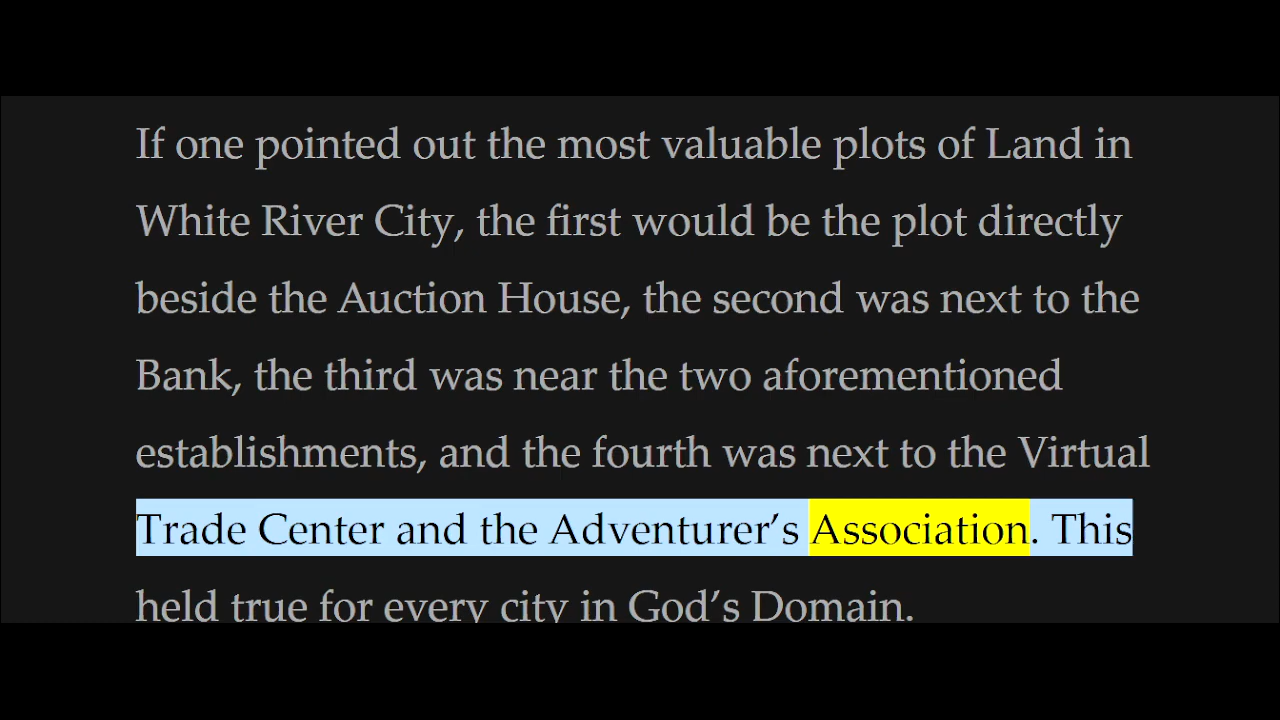 If one pointed out the most valuable plots of Land in
White River City, the first would be the plot directly
beside the Auction House, the second was next to the
Bank, the third was near the two aforementioned
establishments, and the fourth was next to the Virtual
Trade Center and the Adventurer’s Association. This
held true for every city in God’s Domain.